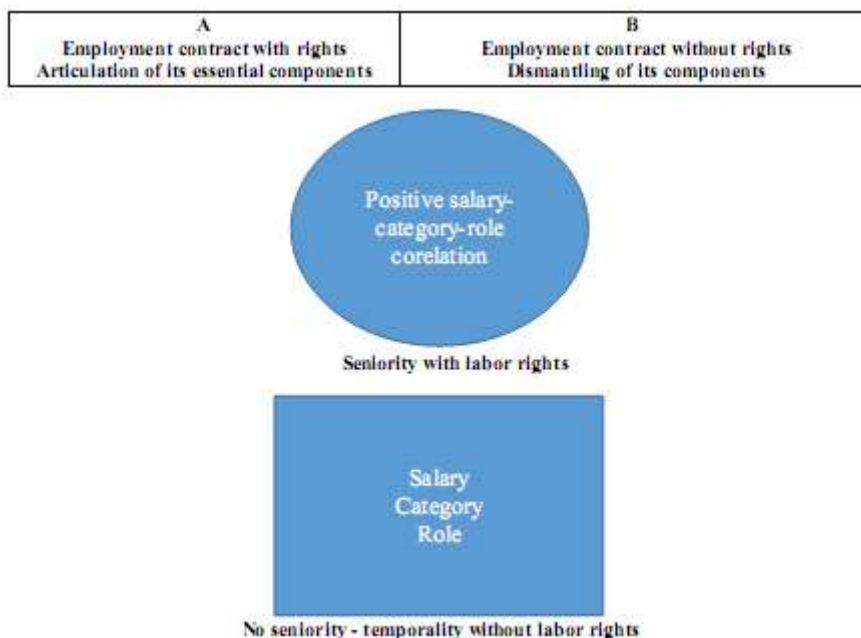 A
Employment contract with rights
Articulation of its essential components
B
Employment contract without rights
Dismantling of its components
Positive salary-
category-role
corelation
Seniority with labor rights
Salary
Category
Role
No seniority - temporality without labor rights